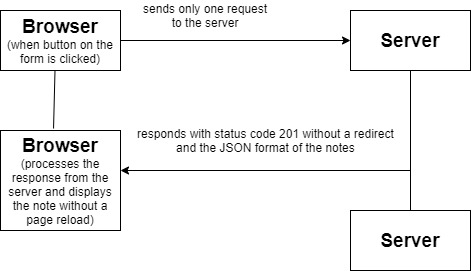 sends only one request
to the server
Browser
(when button on the
form is clicked)
Server
Browser
(processes the
response from the
server and displays
the note without a
page reload)
responds with status code 201 without a redirect
and the JSON format of the notes
Server